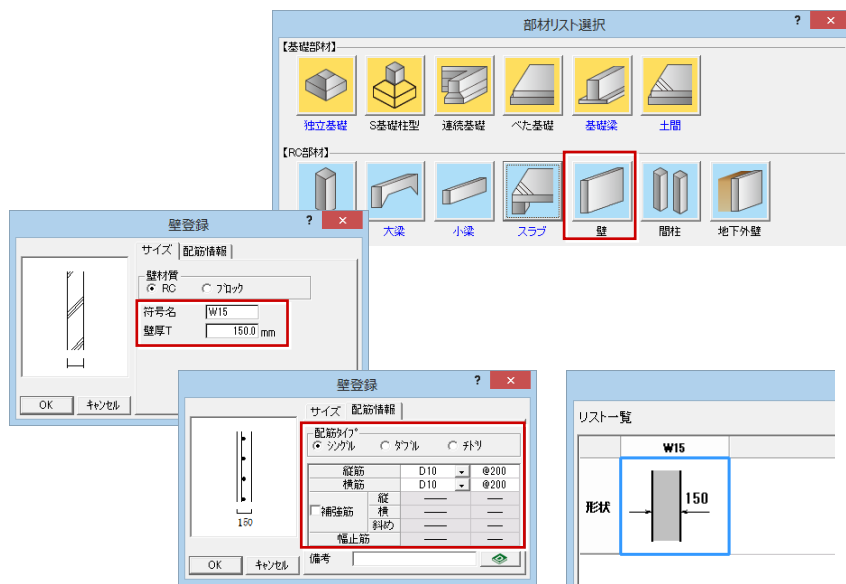 部材リスト選択 ? ×
【基礎部材】
独立基礎 S基礎柱型 連続基礎 べた基礎 基礎梁 土間
【RC部材】
大梁 小梁 スラブ 壁 間柱 地下外壁
壁登録 ? ×
サイズ 配筋情報
壁材質
RC ブロック
符号名 W15
壁厚T 150.0 mm
OK キャンセル
壁登録 ? ×
サイズ 配筋情報
配筋タイプ
シングル ダブル チドリ
縦筋 D10 @200
横筋 D10 @200
補強筋 縦
横
斜め
幅止筋
備考
150
OK キャンセル
リスト一覧
W15
形状 150